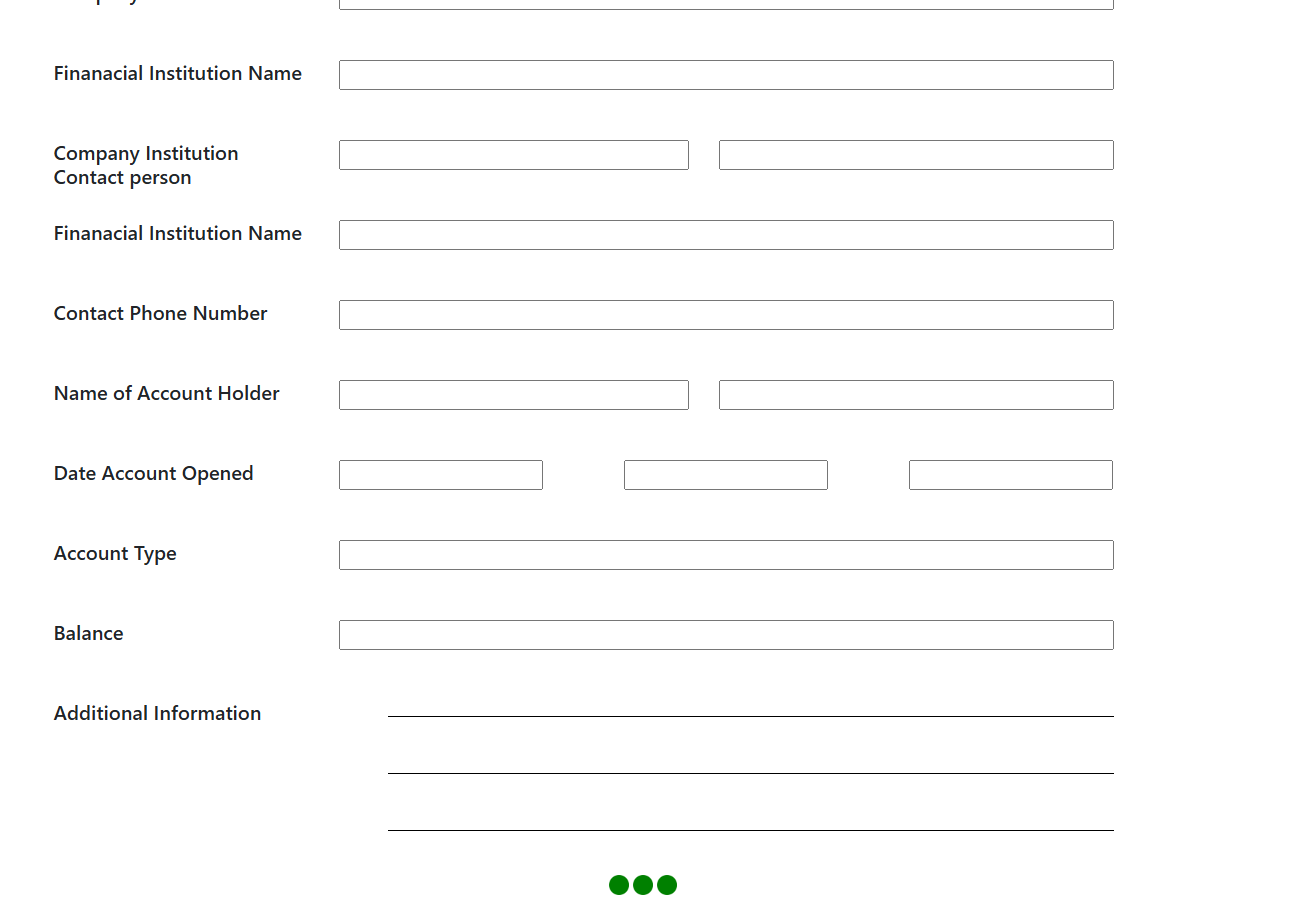 Finanacial Institution Name
Company Institution
Contact person
Finanacial Institution Name
Contact Phone Number
Name of Account Holder
Date Account Opened
Account Type
Balance
Additional Information